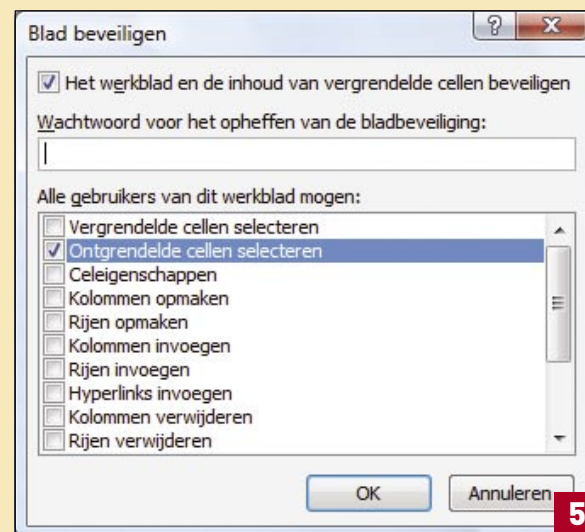 Blad beveiligen
?
X
Het werkblad en de inhoud van vergrendelde cellen beveiligen
Wachtwoord voor het opheffen van de bladbeveiliging:
Alle gebruikers van dit werkblad mogen:
Vergrendelde cellen selecteren
Ontgrendelde cellen selecteren
Celeigenschappen
Kolommen opmaken
Rijen opmaken
Kolommen invoegen
Rijen invoegen
Hyperlinks invoegen
Kolommen verwijderen
Rijen verwijderen
OK
Annuleren
5